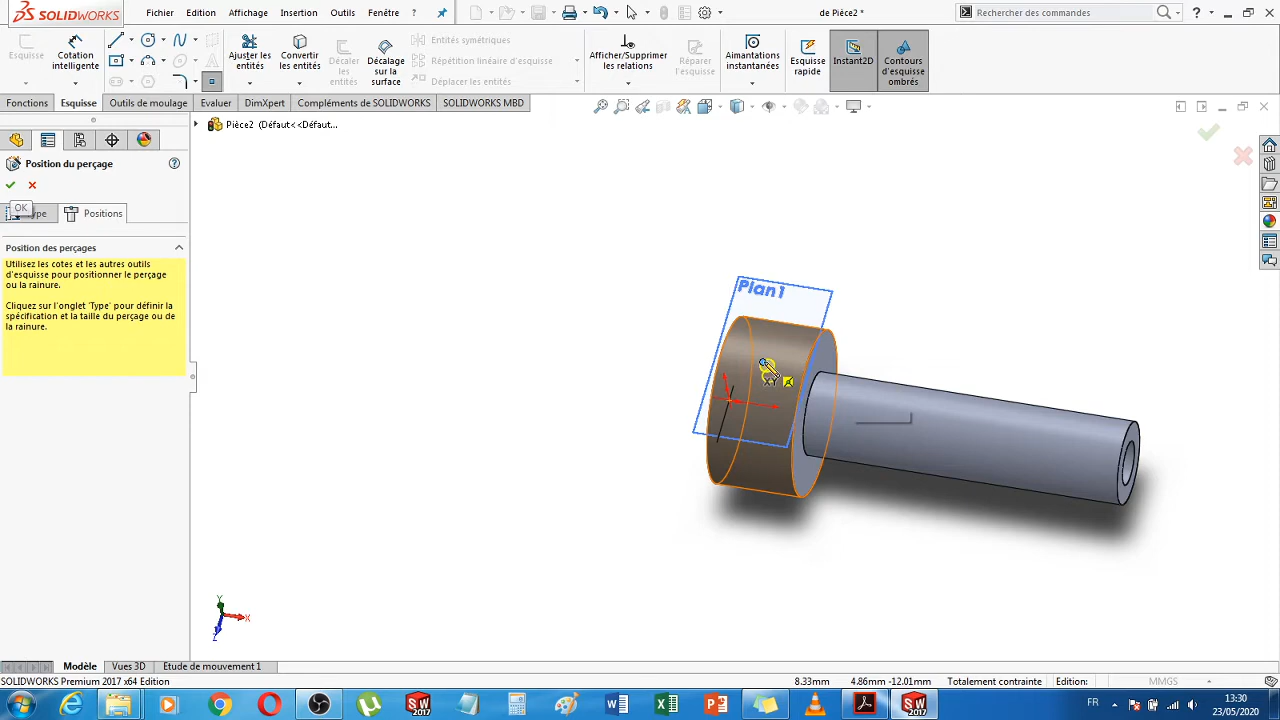 SOLIDWORKS
Fichier Edition Affichage Insertion Outils Fenêtre ?
de Pièce2 *
Rechercher des commandes
Esquisse
Cotation intelligente
Ajuster les entités
Convertir les entités
Décaler les entités
Décalage sur la surface
Entités symétriques
Répétition linéaire d'esquisse
Déplacer les entités
Afficher/Supprimer les relations
Réparer l'esquisse
Aimantations instantanées
Esquisse rapide
Instant2D
Contours d'esquisse ombrés
Fonctions Esquisse Outils de moulage Evaluer DimXpert Compléments de SOLIDWORKS SOLIDWORKS MBD
Pièce2 (Défaut< <Défaut...
Position du perçage
OK
Positions
Position des perçages
Utilisez les cotes et les autres outils
d'esquisse pour positionner le perçage
ou la rainure.
Cliquez sur l'onglet 'Type' pour définir la
spécification et la taille du perçage ou de
la rainure.
Plan1
Y
X
Z
Modèle Vues 3D Etude de mouvement 1
SOLIDWORKS Premium 2017 x64 Edition
8.33mm 4.86mm -12.01mm Totalement contrainte Edition: MMGS
SW 2017
SW 2017
FR
13:30
23/05/2020